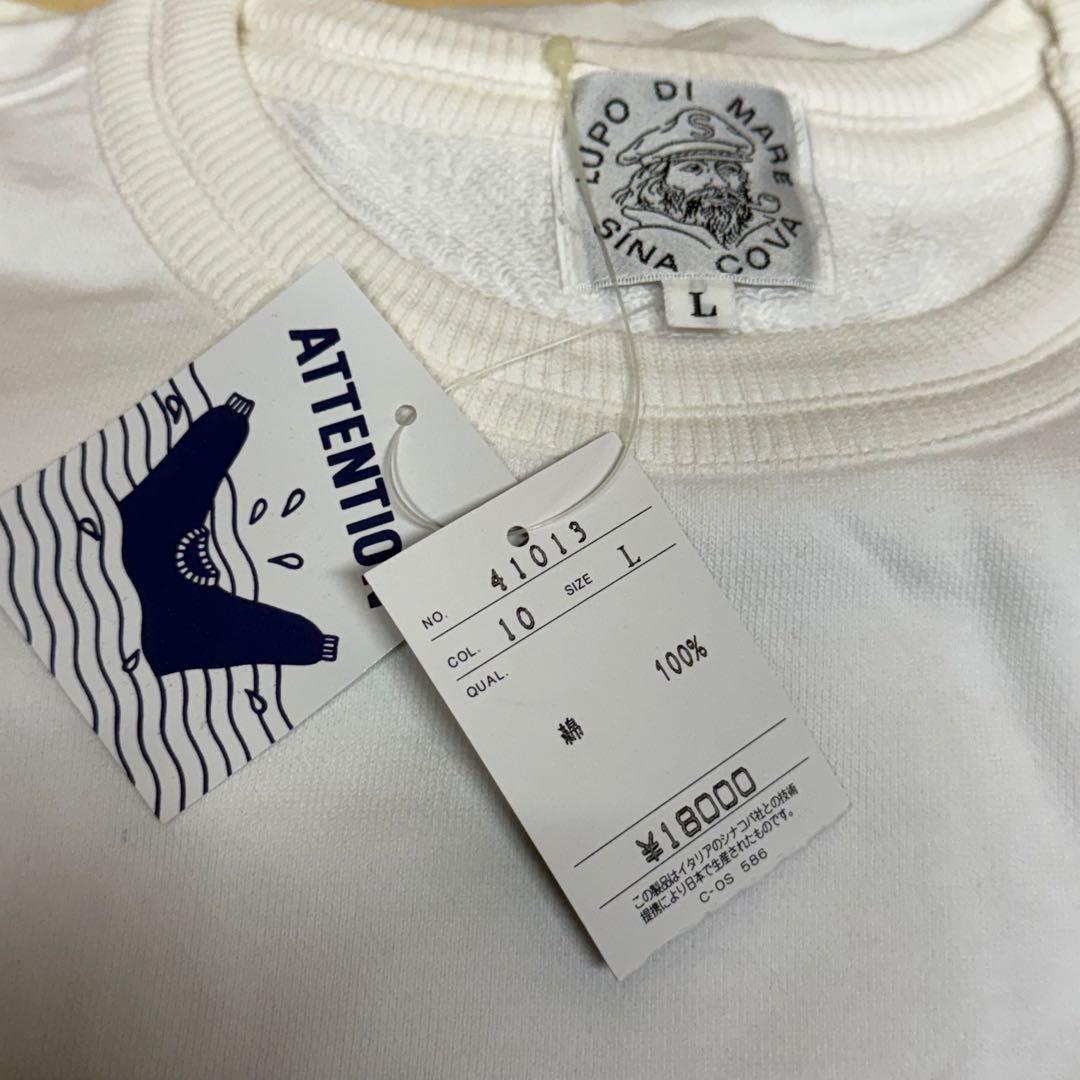 LUPO DI MARE
SINA COVA
S
L
ATTENTION
NO. 41013
COL. 10 SIZE L
QUAL.
100%
綿
¥18000
この製品はイタリアのシナコバ社との技術
提携により日本で生産されたものです。
C-OS 586